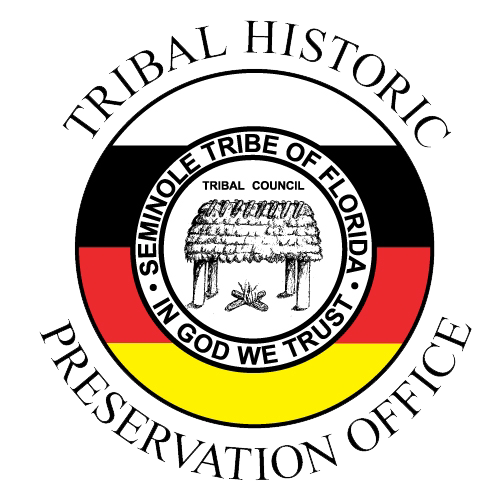 TRIBAL HISTORIC
SEMINOLE TRIBE OF FLORIDA
TRIBAL COUNCIL
• IN GOD WE TRUST •
PRESERVATION OFFICE